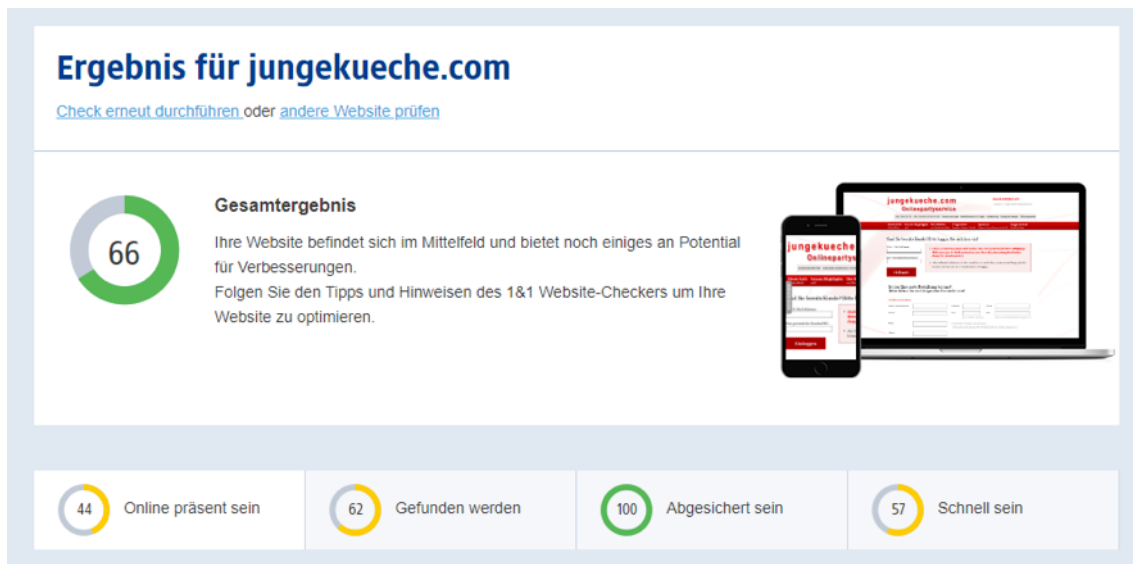 Ergebnis für jungekueche.com
Check erneut durchführen oder andere Website prüfen
66
Gesamtergebnis
Ihre Website befindet sich im Mittelfeld und bietet noch einiges an Potential
für Verbesserungen.
Folgen Sie den Tipps und Hinweisen des 1&1 Website-Checkers um Ihre
Website zu optimieren.
jungekueche.com
Onlinepartyservice
jungekueche
Onlinepartys
44 Online präsent sein
62 Gefunden werden
100 Abgesichert sein
57 Schnell sein